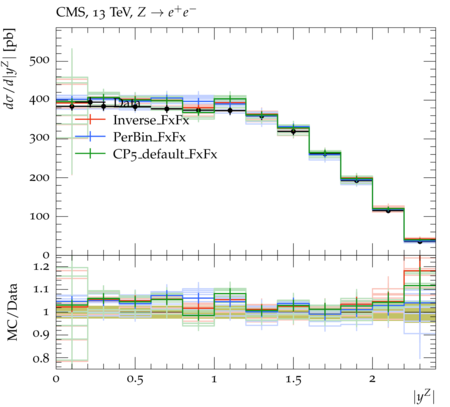 CMS, 13 TeV, Z → e⁺e⁻
dσ/d|y^Z| [pb]
500
400
300
200
100
0
Data
Inverse_FxFx
PerBin_FxFx
CP5_default_FxFx
MC/Data
1.2
1.1
1
0.9
0.8
0 0.5 1 1.5 2
|y^Z|